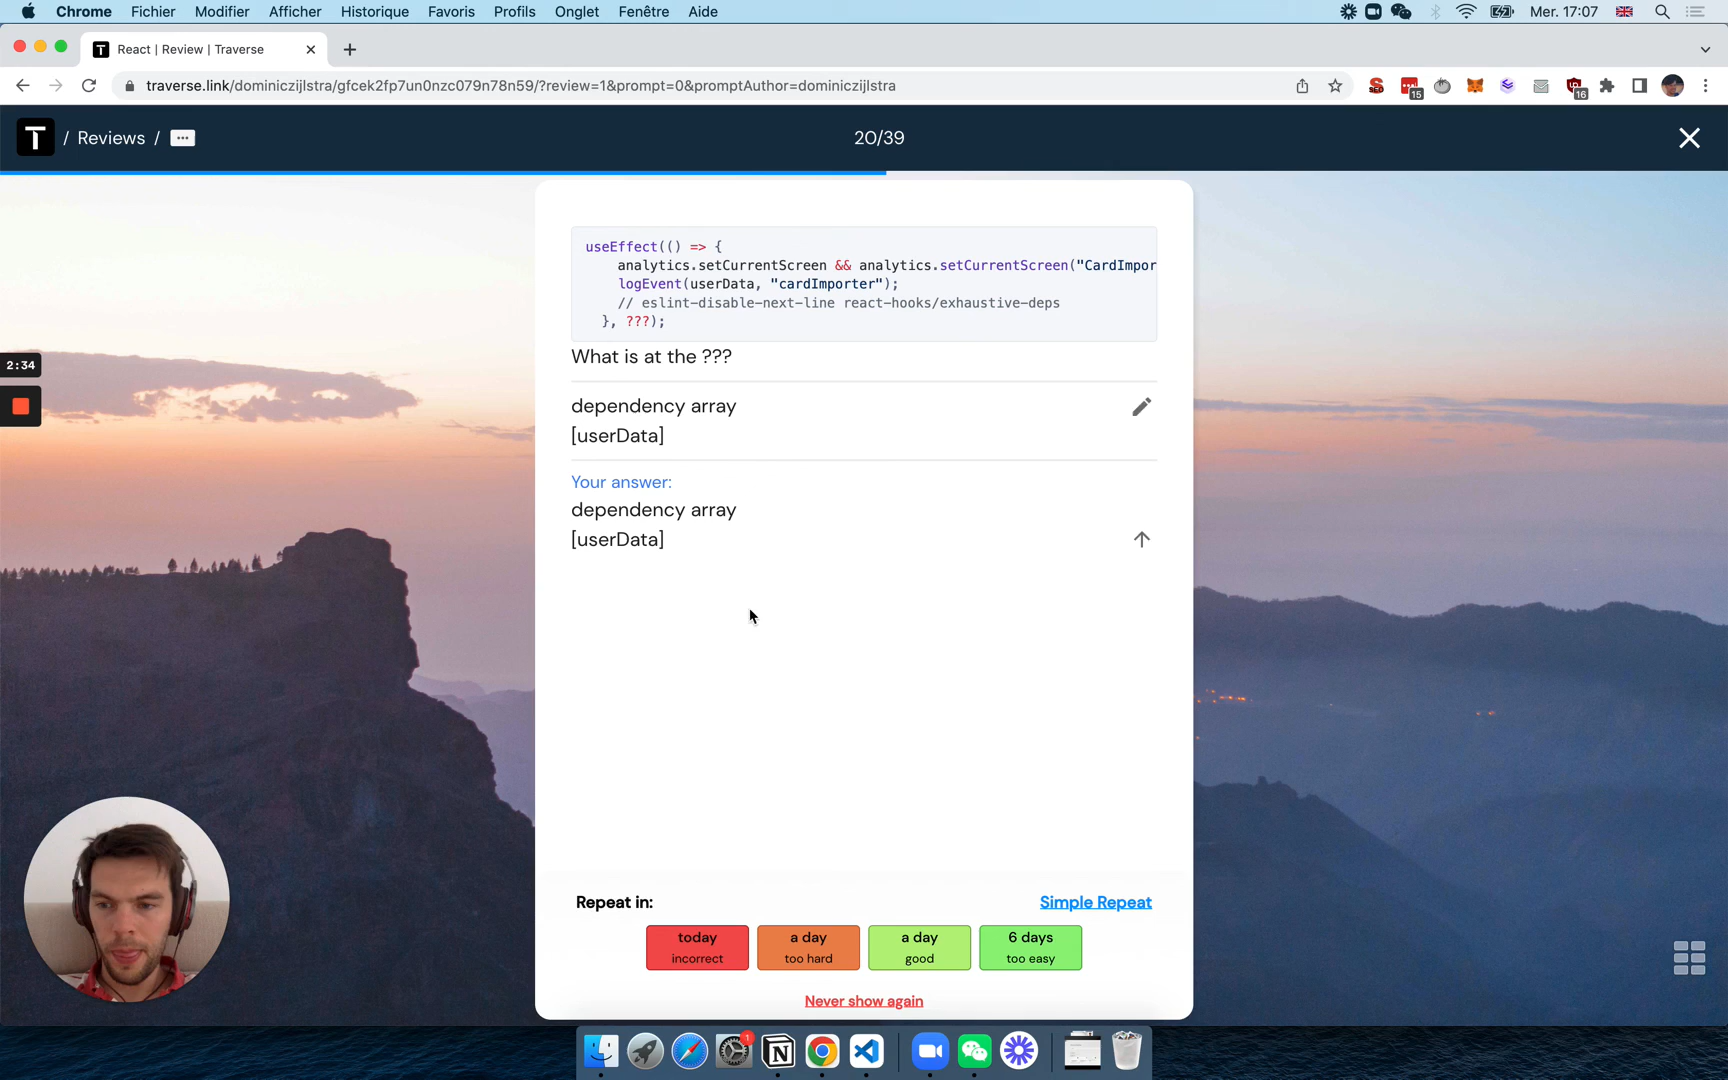 Chrome Fichier Modifier Afficher Historique Favoris Profils Onglet Fenêtre Aide Mer. 17:07
T React | Review | Traverse
traverse.link/dominiczijlstra/gfcek2fp7un0nzc079n78n59/?review=1&prompt=0&promptAuthor=dominiczijlstra
SEO 15 16
T / Reviews / ... 20/39
useEffect(() => {
analytics.setCurrentScreen && analytics.setCurrentScreen("CardImpor
logEvent(userData, "cardImporter");
// eslint-disable-next-line react-hooks/exhaustive-deps
}, ???);
What is at the ???
2:34
dependency array
[userData]
Your answer:
dependency array
[userData]
Repeat in: Simple Repeat
today a day a day 6 days
incorrect too hard good too easy
Never show again
1
N